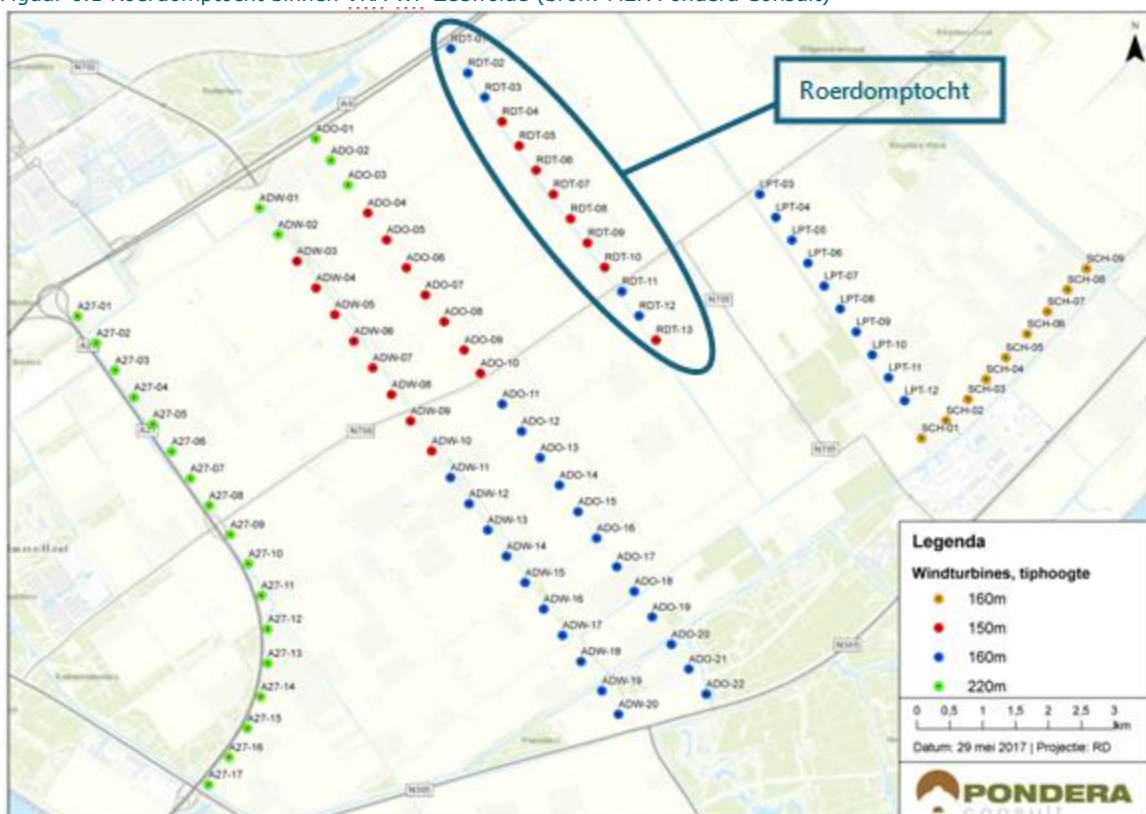 Roerdomptocht
N
N702
A6
RDT-01
RDT-02
RDT-03
RDT-04
RDT-05
RDT-06
RDT-07
RDT-08
RDT-09
RDT-10
RDT-11
RDT-12
RDT-13
ADO-01
ADO-02
ADO-03
ADO-04
ADO-05
ADO-06
ADO-07
ADO-08
ADO-09
ADO-10
ADO-11
ADO-12
ADO-13
ADO-14
ADO-15
ADO-16
ADO-17
ADO-18
ADO-19
ADO-20
ADO-21
ADO-22
ADW-01
ADW-02
ADW-03
ADW-04
ADW-05
ADW-06
ADW-07
ADW-08
ADW-09
ADW-10
ADW-11
ADW-12
ADW-13
ADW-14
ADW-15
ADW-16
ADW-17
ADW-18
ADW-19
ADW-20
A27-01
A27-02
A27-03
A27-04
A27-05
A27-06
A27-07
A27-08
A27-09
A27-10
A27-11
A27-12
A27-13
A27-14
A27-15
A27-16
A27-17
LPT-03
LPT-04
LPT-05
LPT-06
LPT-07
LPT-08
LPT-09
LPT-10
LPT-11
LPT-12
SCH-09
SCH-08
SCH-07
SCH-06
SCH-05
SCH-04
SCH-03
SCH-02
SCH-01
N706
N705
N705
N305
N305
Legenda
Windturbines, tiphoogte
160m
150m
160m
220m
0 0,5 1 1,5 2 2,5 3
km
Datum: 29 mei 2017 | Projectie: RD
PONDERA
consult